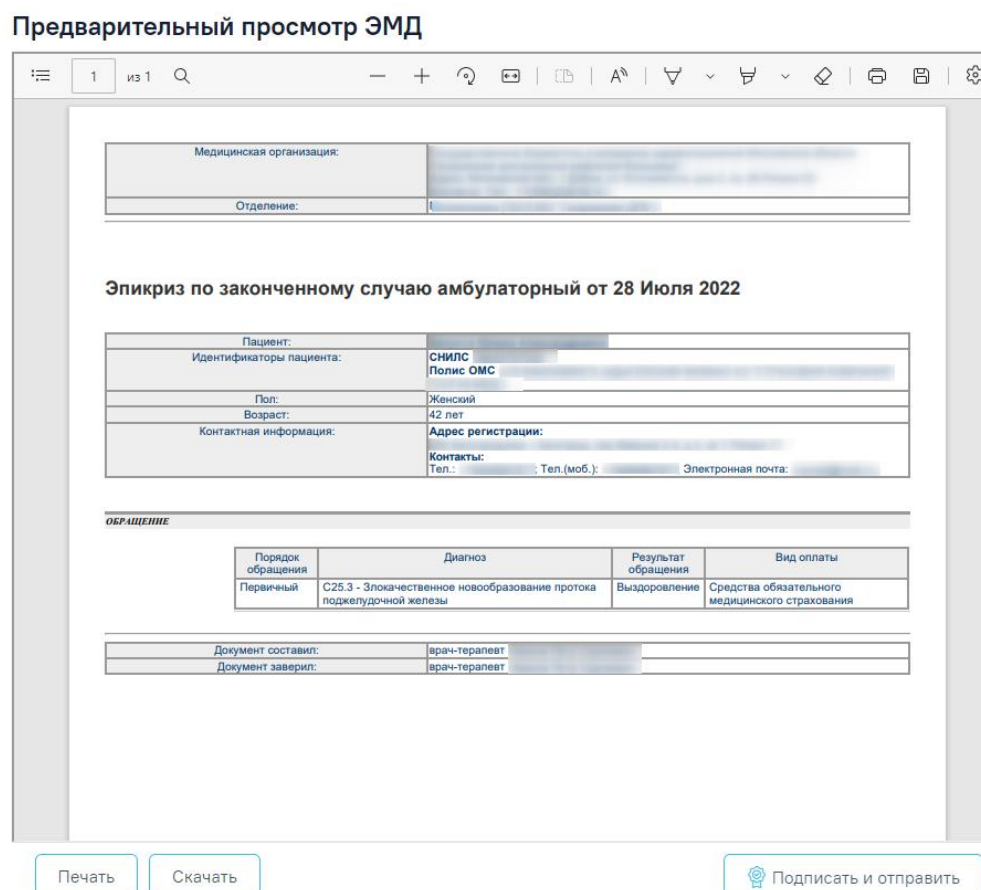 Предварительный просмотр ЭМД
1 из 1
Медицинская организация:
Отделение:
Эпикриз по законченному случаю амбулаторный от 28 Июля 2022
Пациент:
Идентификаторы пациента: СНИЛС
Полис ОМС
Пол: Женский
Возраст: 42 лет
Контактная информация: Адрес регистрации:
Контакты:
Тел.: ; Тел.(моб.): Электронная почта:
ОБРАЩЕНИЕ
Порядок обращения Диагноз Результат обращения Вид оплаты
Первичный C25.3 - Злокачественное новообразование протока поджелудочной железы Выздоровление Средства обязательного медицинского страхования
Документ составил: врач-терапевт
Документ заверил: врач-терапевт
Печать Скачать Подписать и отправить